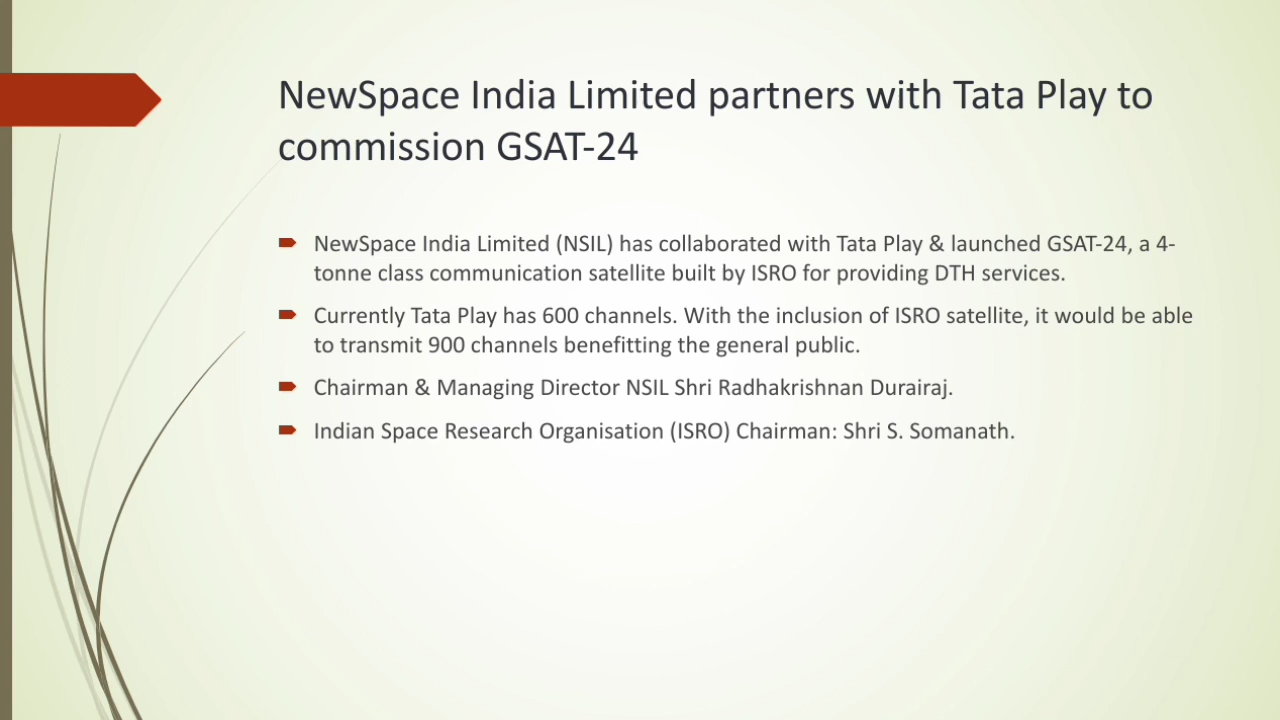 NewSpace India Limited partners with Tata Play to
commission GSAT-24
NewSpace India Limited (NSIL) has collaborated with Tata Play & launched GSAT-24, a 4-
tonne class communication satellite built by ISRO for providing DTH services.
Currently Tata Play has 600 channels. With the inclusion of ISRO satellite, it would be able
to transmit 900 channels benefitting the general public.
Chairman & Managing Director NSIL Shri Radhakrishnan Durairaj.
Indian Space Research Organisation (ISRO) Chairman: Shri S. Somanath.